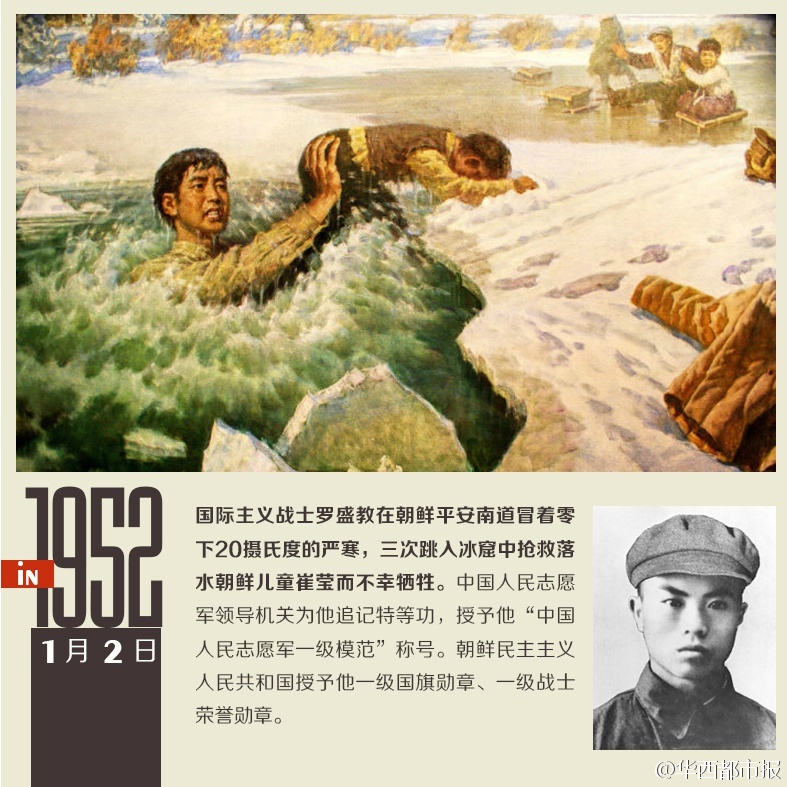 1952
in
1月2日
国际主义战士罗盛教在朝鲜平安南道冒着零
下20摄氏度的严寒，三次跳入冰窟中抢救落
水朝鲜儿童崔莹而不幸牺牲。中国人民志愿
军领导机关为他追记特等功，授予他“中国
人民志愿军一级模范”称号。朝鲜民主主义
人民共和国授予他一级国旗勋章、一级战士
荣誉勋章。
@华西都市报